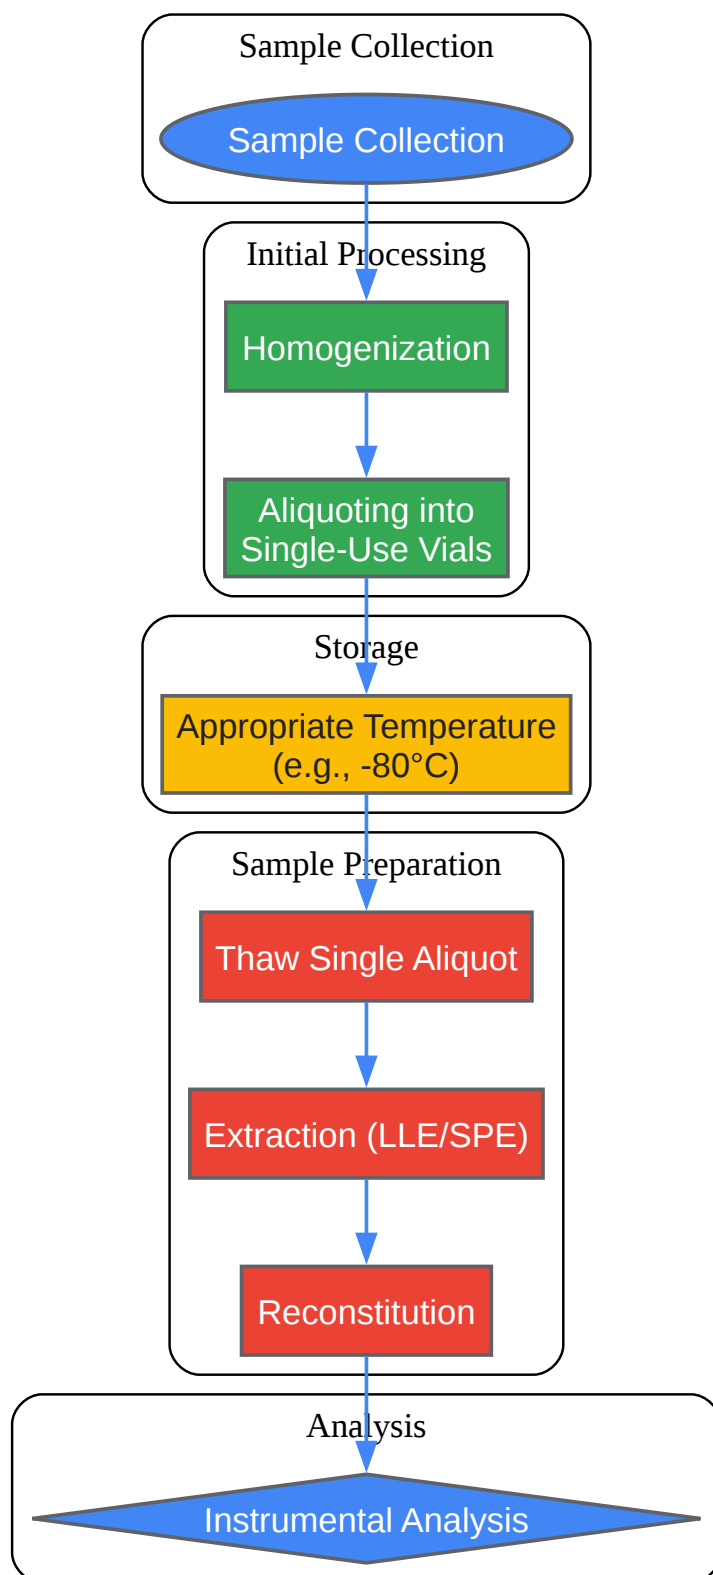 Sample Collection
Sample Collection
Initial Processing
Homogenization
Aliquoting into
Single-Use Vials
Storage
Appropriate Temperature
(e.g., -80°C)
Sample Preparation
Thaw Single Aliquot
Extraction (LLE/SPE)
Reconstitution
Analysis
Instrumental Analysis